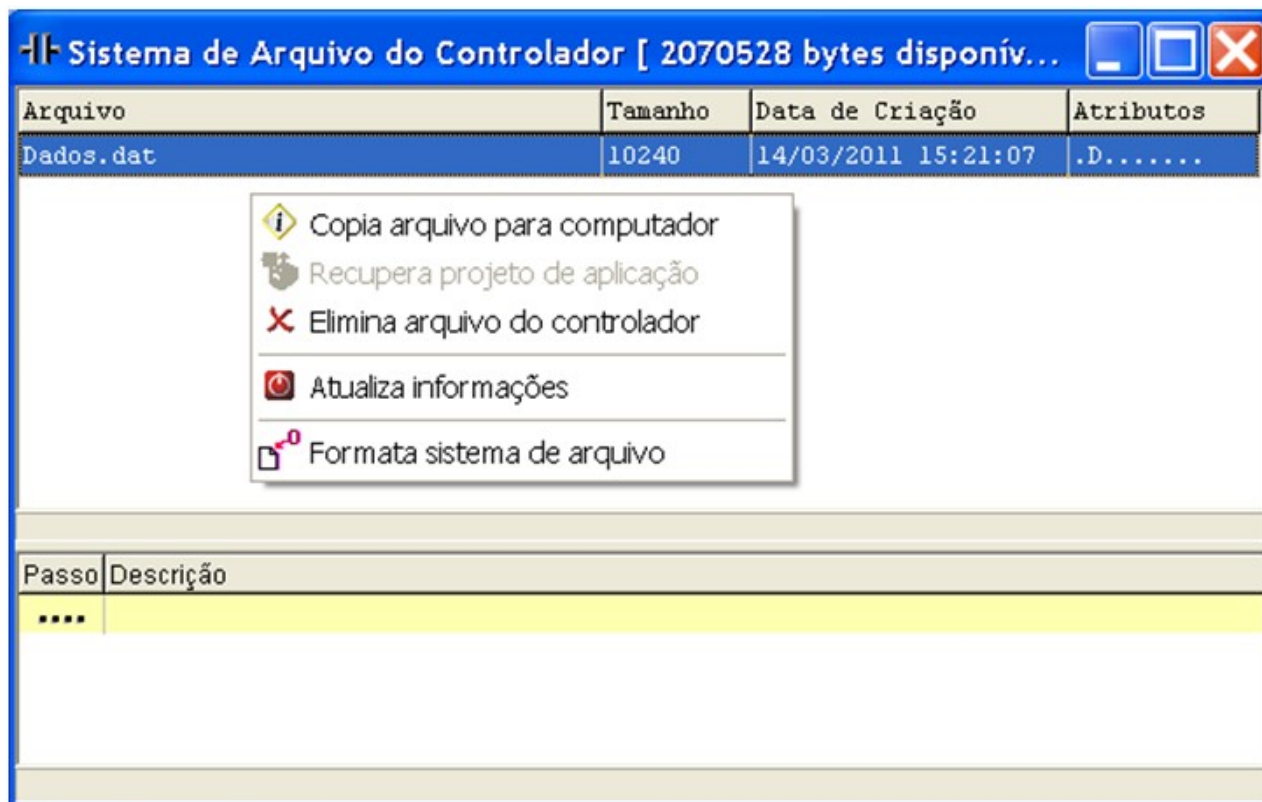 Sistema de Arquivo do Controlador [ 2070528 bytes disponív...
Arquivo Tamanho Data de Criação Atributos
Dados.dat 10240 14/03/2011 15:21:07 .D.......
Copia arquivo para computador
Recupera projeto de aplicação
Elimina arquivo do controlador
Atualiza informações
Formata sistema de arquivo
Passo Descrição
....